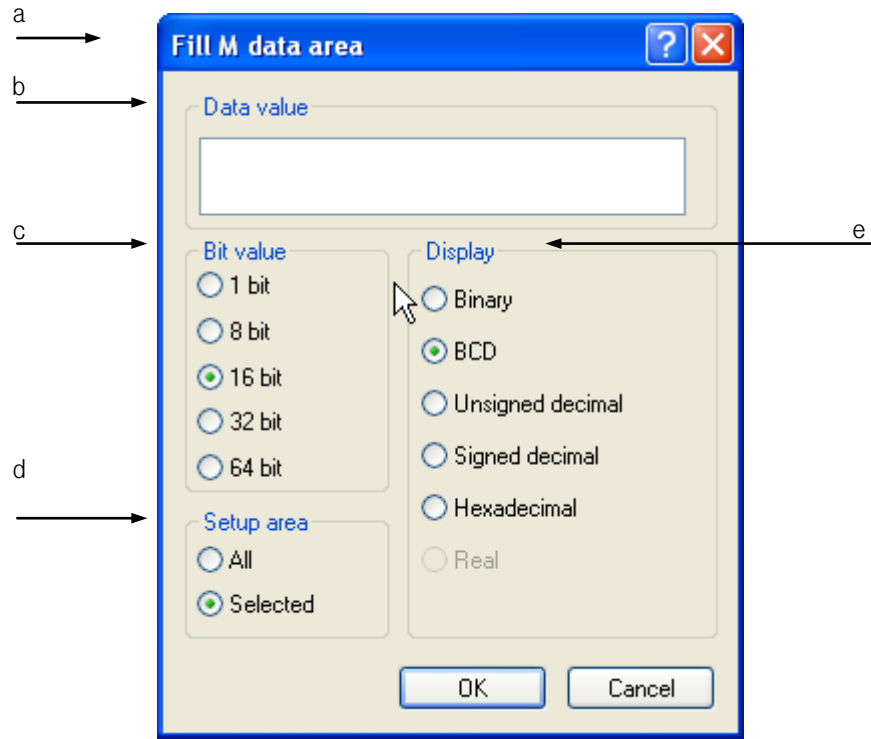 a
Fill M data area
b
Data value
c
e
Bit value
1 bit
8 bit
16 bit
32 bit
64 bit
Display
Binary
BCD
Unsigned decimal
Signed decimal
Hexadecimal
Real
d
Setup area
All
Selected
OK
Cancel